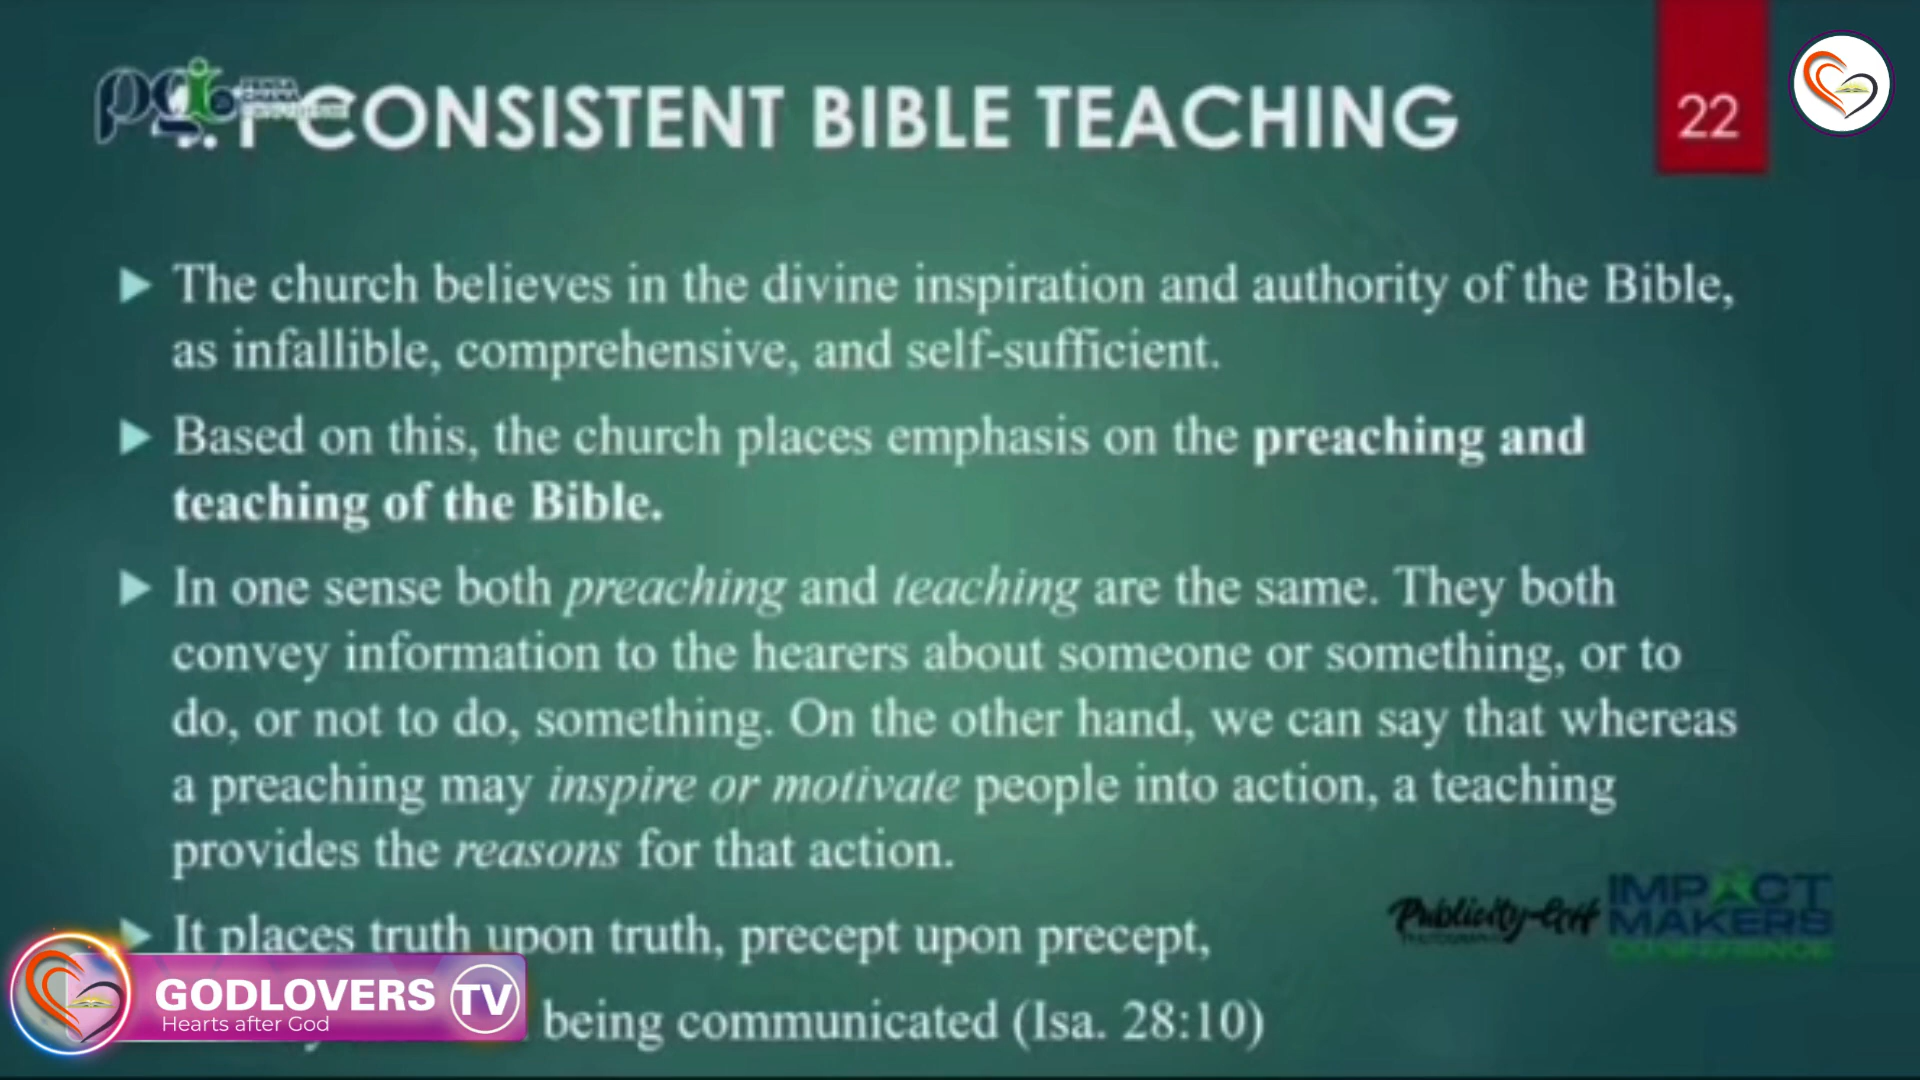 CONSISTENT BIBLE TEACHING
22
The church believes in the divine inspiration and authority of the Bible,
as infallible, comprehensive, and self-sufficient.
Based on this, the church places emphasis on the preaching and
teaching of the Bible.
In one sense both preaching and teaching are the same. They both
convey information to the hearers about someone or something, or to
do, or not to do, something. On the other hand, we can say that whereas
a preaching may inspire or motivate people into action, a teaching
provides the reasons for that action.
It places truth upon truth, precept upon precept,
being communicated (Isa. 28:10)
IMPACT
MAKERS
CONFERENCE
GODLOVERS TV
Hearts after God